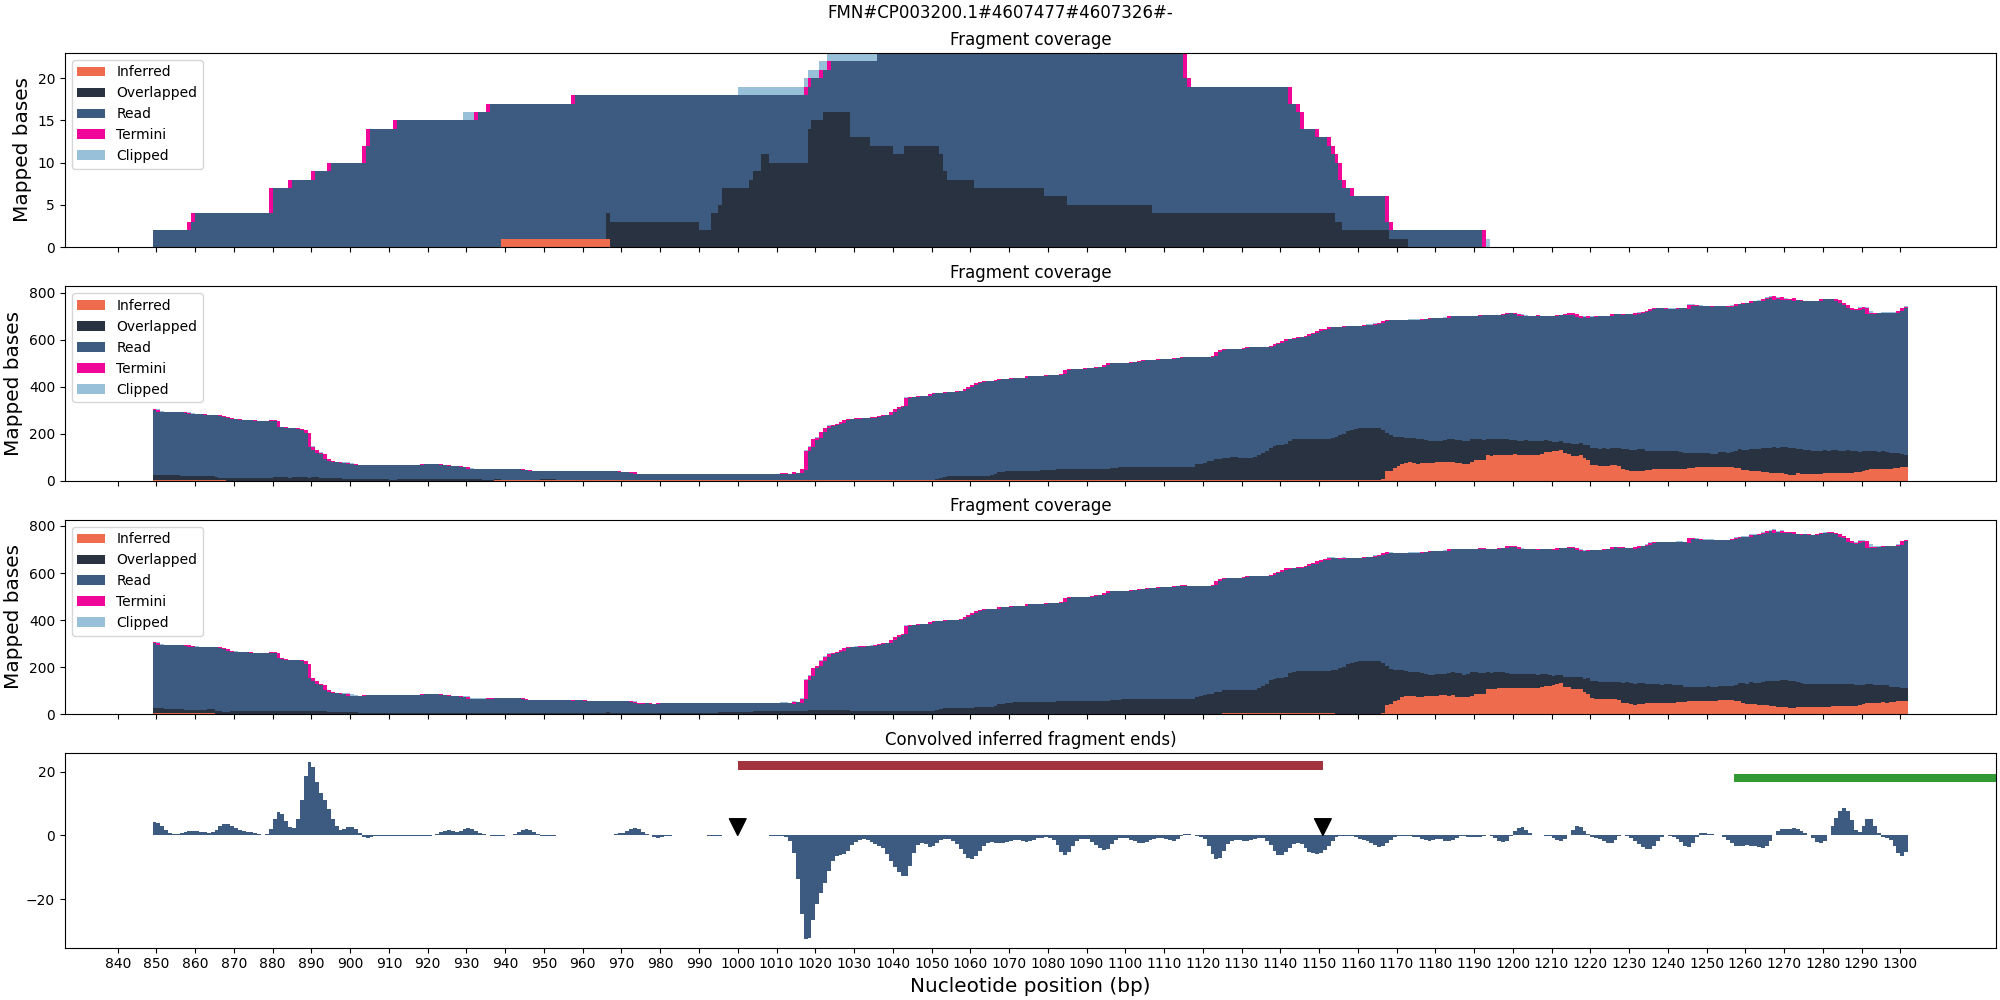 FMN#CP003200.1#4607477#4607326#-
Fragment coverage
Mapped bases
20
15
10
5
0
Inferred
Overlapped
Read
Termini
Clipped
Fragment coverage
Mapped bases
800
600
400
200
0
Inferred
Overlapped
Read
Termini
Clipped
Fragment coverage
Mapped bases
800
600
400
200
0
Inferred
Overlapped
Read
Termini
Clipped
Convolved inferred fragment ends)
20
0
−20
840 850 860 870 880 890 900 910 920 930 940 950 960 970 980 990 1000 1010 1020 1030 1040 1050 1060 1070 1080 1090 1100 1110 1120 1130 1140 1150 1160 1170 1180 1190 1200 1210 1220 1230 1240 1250 1260 1270 1280 1290 1300
Nucleotide position (bp)